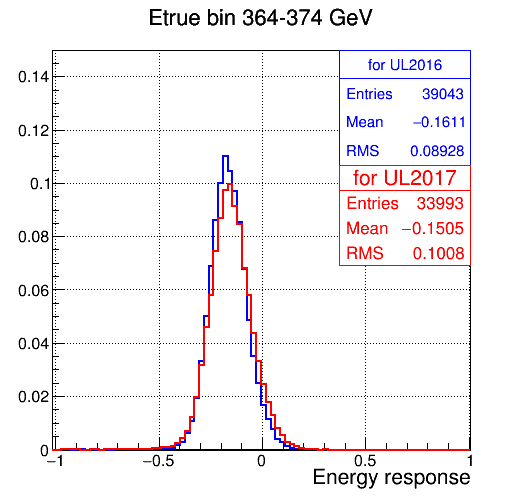 Etrue bin 364-374 GeV
for UL2016
Entries 39043
Mean −0.1611
RMS 0.08928
for UL2017
Entries 33993
Mean −0.1505
RMS 0.1008
0.14
0.12
0.1
0.08
0.06
0.04
0.02
0
−1 −0.5 0 0.5 1
Energy response